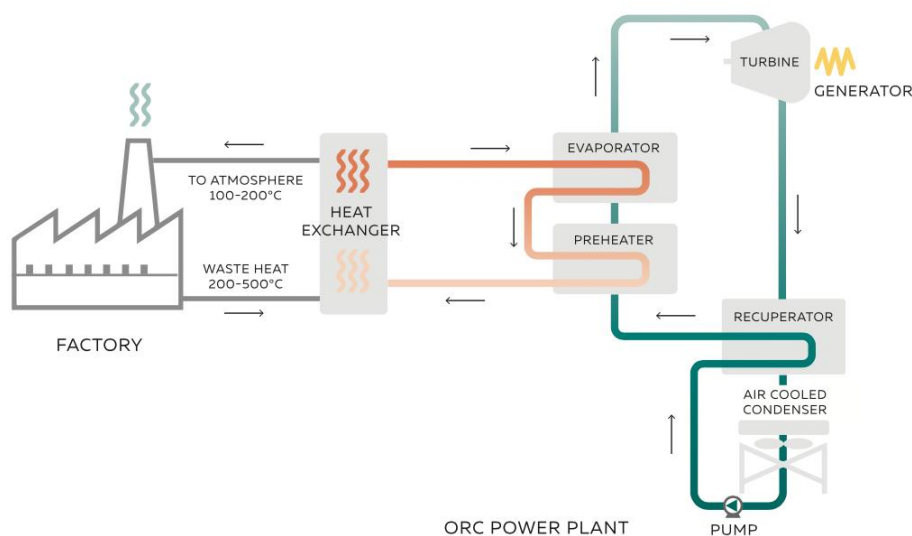 TURBINE
GENERATOR
EVAPORATOR
TO ATMOSPHERE
100-200°C
HEAT
EXCHANGER
PREHEATER
WASTE HEAT
200-500°C
RECUPERATOR
FACTORY
AIR COOLED
CONDENSER
ORC POWER PLANT
PUMP